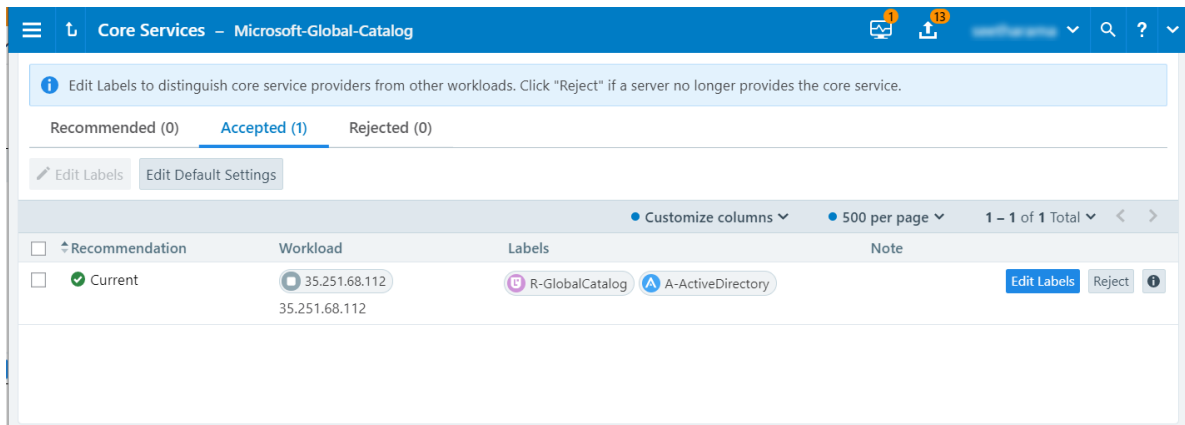 1
13
Core Services – Microsoft-Global-Catalog
?
Edit Labels to distinguish core service providers from other workloads. Click "Reject" if a server no longer provides the core service.
Recommended (0) Accepted (1) Rejected (0)
Edit Labels Edit Default Settings
Customize columns 500 per page 1 – 1 of 1 Total
Recommendation Workload Labels Note
Current 35.251.68.112 R-GlobalCatalog A-ActiveDirectory Edit Labels Reject
35.251.68.112